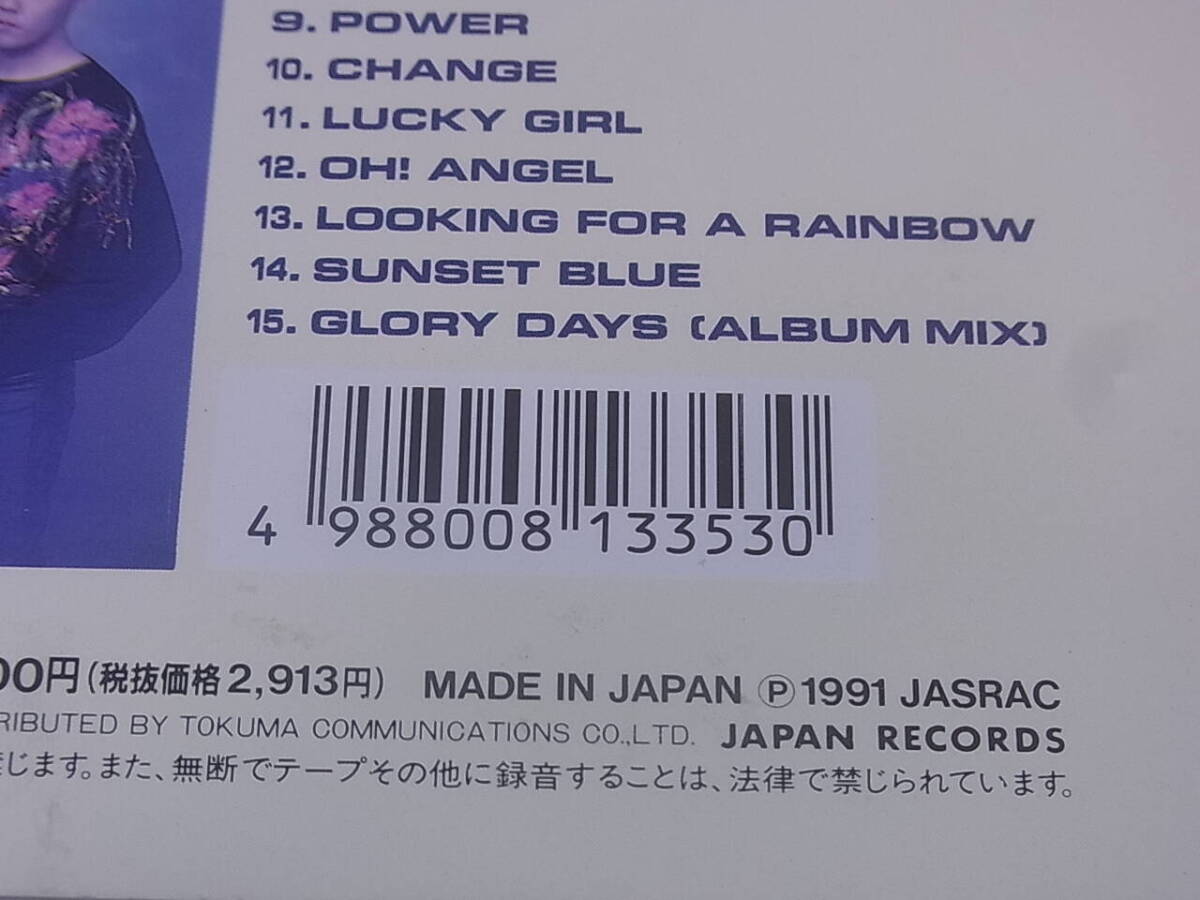 9. POWER
10. CHANGE
11. LUCKY GIRL
12. OH! ANGEL
13. LOOKING FOR A RAINBOW
14. SUNSET BLUE
15. GLORY DAYS (ALBUM MIX)
4 988008 133530
00円(税抜価格2,913円) MADE IN JAPAN Ⓟ1991 JASRAC
RIBUTED BY TOKUMA COMMUNICATIONS CO.,LTD. JAPAN RECORDS
じます。また、無断でテープその他に録音することは、法律で禁じられています。